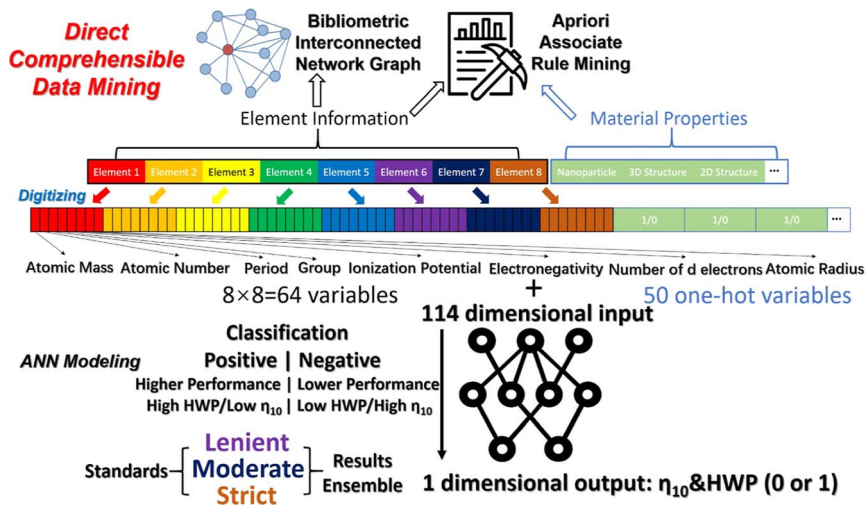 Direct
Comprehensible
Data Mining
Bibliometric
Interconnected
Network Graph
Apriori
Associate
Rule Mining
Element Information
Material Properties
Element 1 Element 2 Element 3 Element 4 Element 5 Element 6 Element 7 Element 8 Nanoparticle 3D Structure 2D Structure ...
Digitizing
1/0 1/0 1/0 ...
Atomic Mass Atomic Number Period Group Ionization Potential Electronegativity Number of d electrons Atomic Radius
8×8=64 variables + 50 one-hot variables
114 dimensional input
Classification
ANN Modeling
Positive | Negative
Higher Performance | Lower Performance
High HWP/Low η₁₀ | Low HWP/High η₁₀
Standards
Lenient
Moderate
Strict
Results
Ensemble
1 dimensional output: η₁₀&HWP (0 or 1)